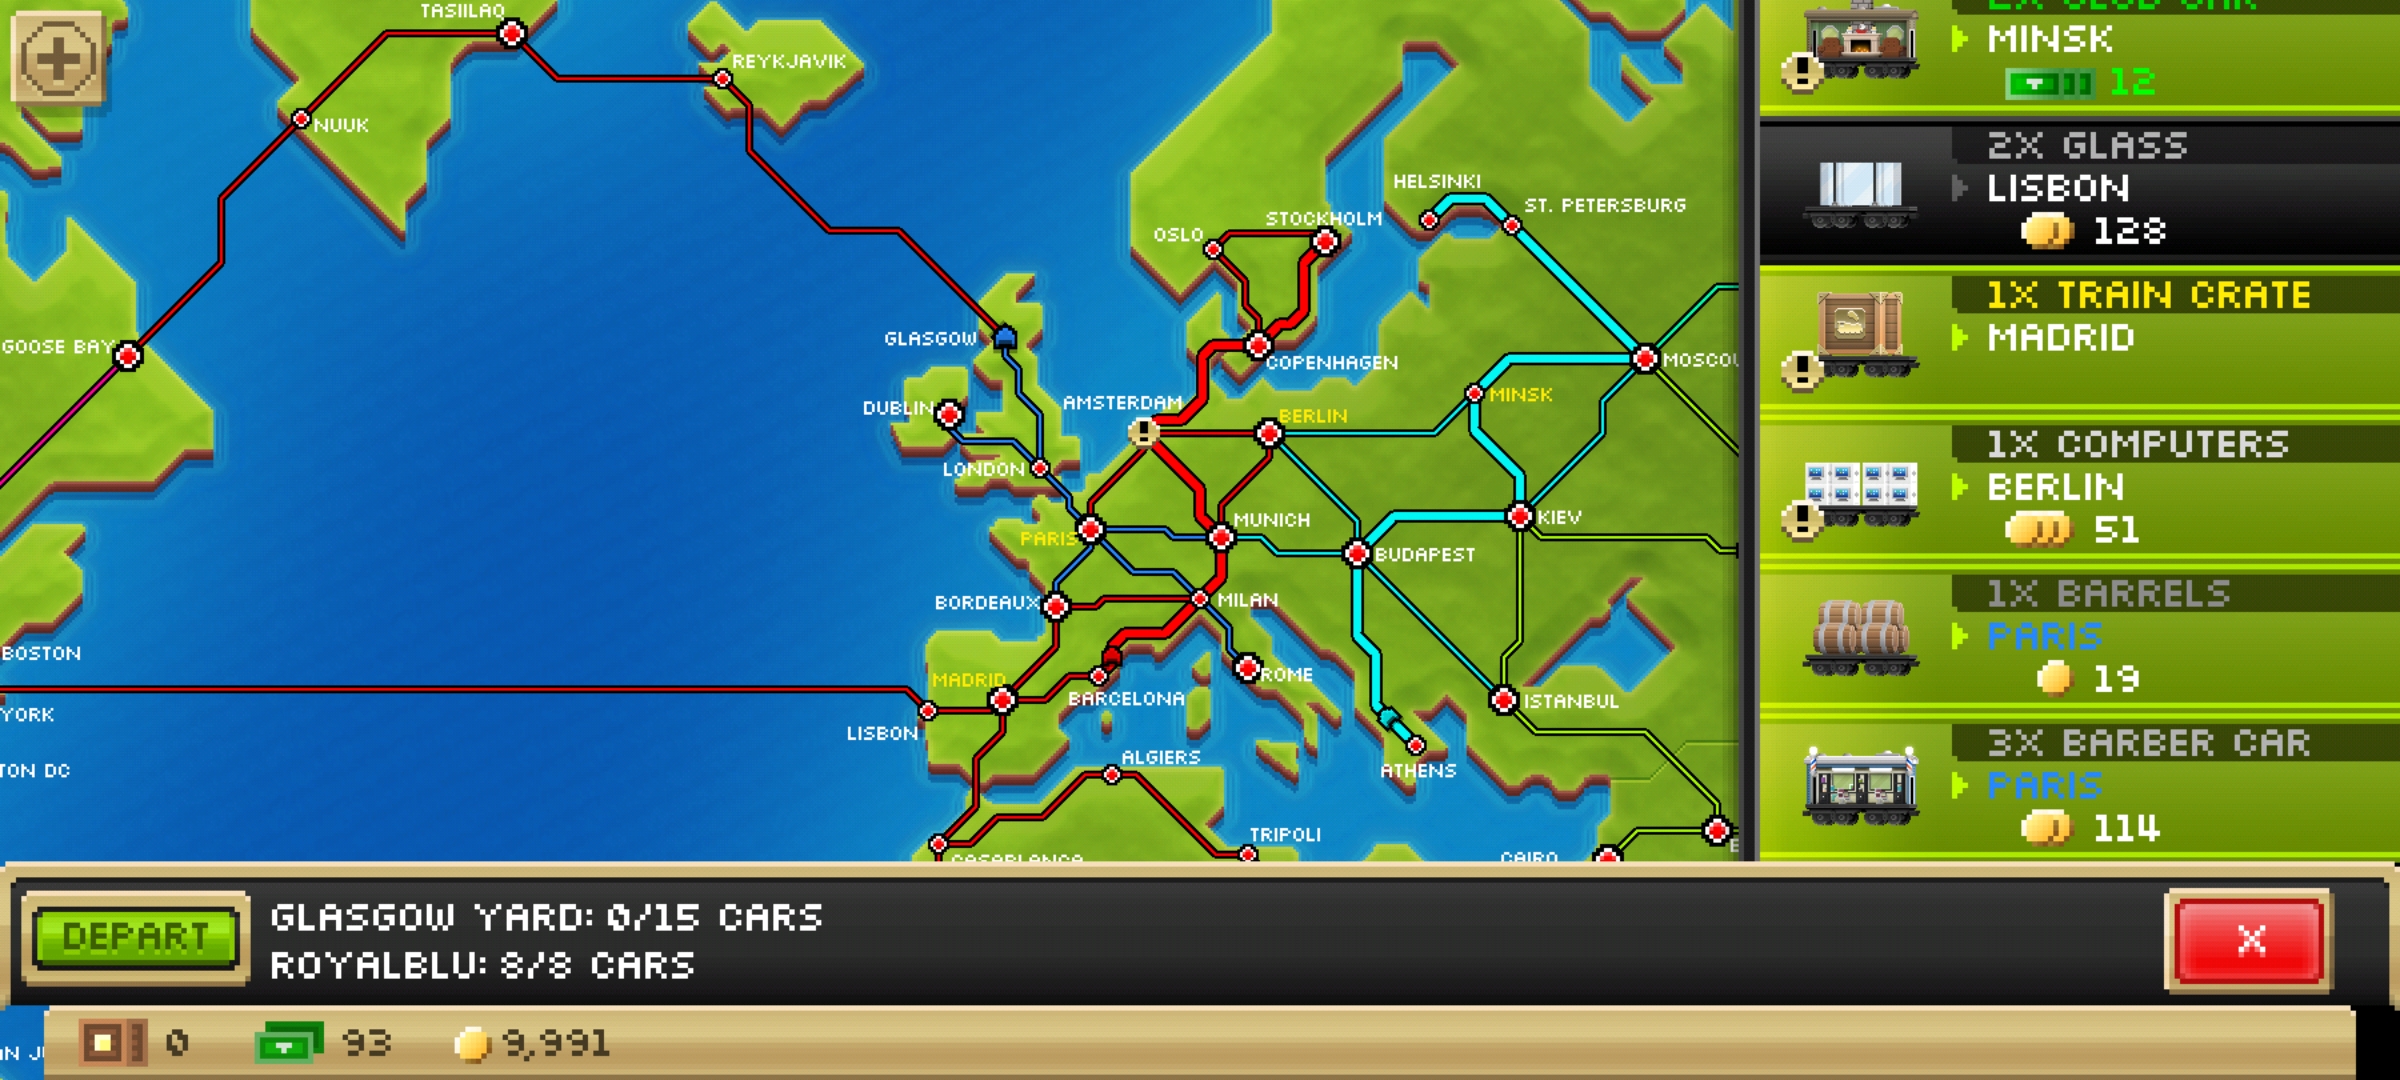 TASIILAQ
REYKJAVIK
NUUK
GOOSE BAY
HELSINKI
ST. PETERSBURG
STOCKHOLM
OSLO
GLASGOW
COPENHAGEN
DUBLIN
AMSTERDAM
BERLIN
MINSK
LONDON
PARIS
MUNICH
KIEV
BUDAPEST
BORDEAUX
MILAN
BOSTON
MADRID
ROME
BARCELONA
ISTANBUL
YORK
LISBON
ALGIERS
ATHENS
TON DC
TRIPOLI
CASABLANCA
CAIRO
2X CLUB CAR
MINSK
12
2X GLASS
LISBON
128
1X TRAIN CRATE
MADRID
1X COMPUTERS
BERLIN
51
1X BARRELS
PARIS
19
3X BARBER CAR
PARIS
114
DEPART
GLASGOW YARD: 0/15 CARS
ROYALBLU: 8/8 CARS
X
0
93
9,991